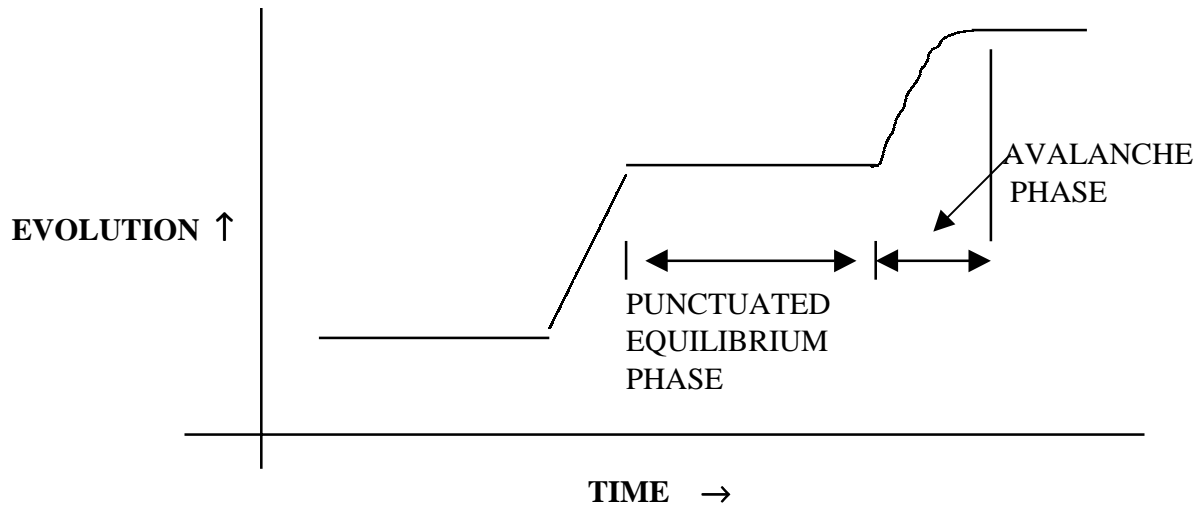 AVALANCHE
PHASE
EVOLUTION ↑
PUNCTUATED
EQUILIBRIUM
PHASE
TIME →